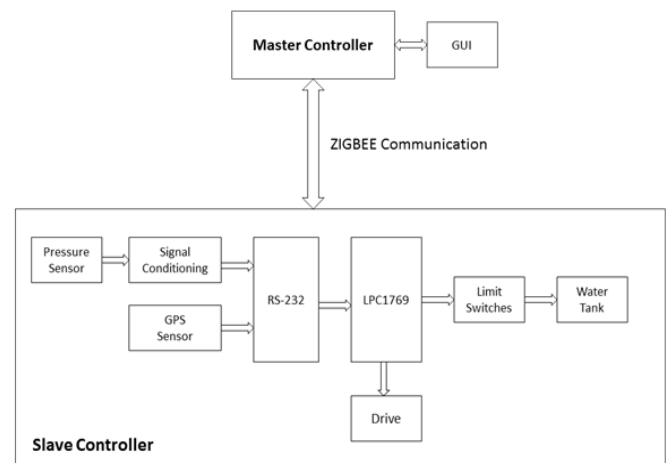 Master Controller
GUI
ZIGBEE Communication
Pressure
Sensor
Signal
Conditioning
GPS
Sensor
RS-232
LPC1769
Limit
Switches
Water
Tank
Drive
Slave Controller